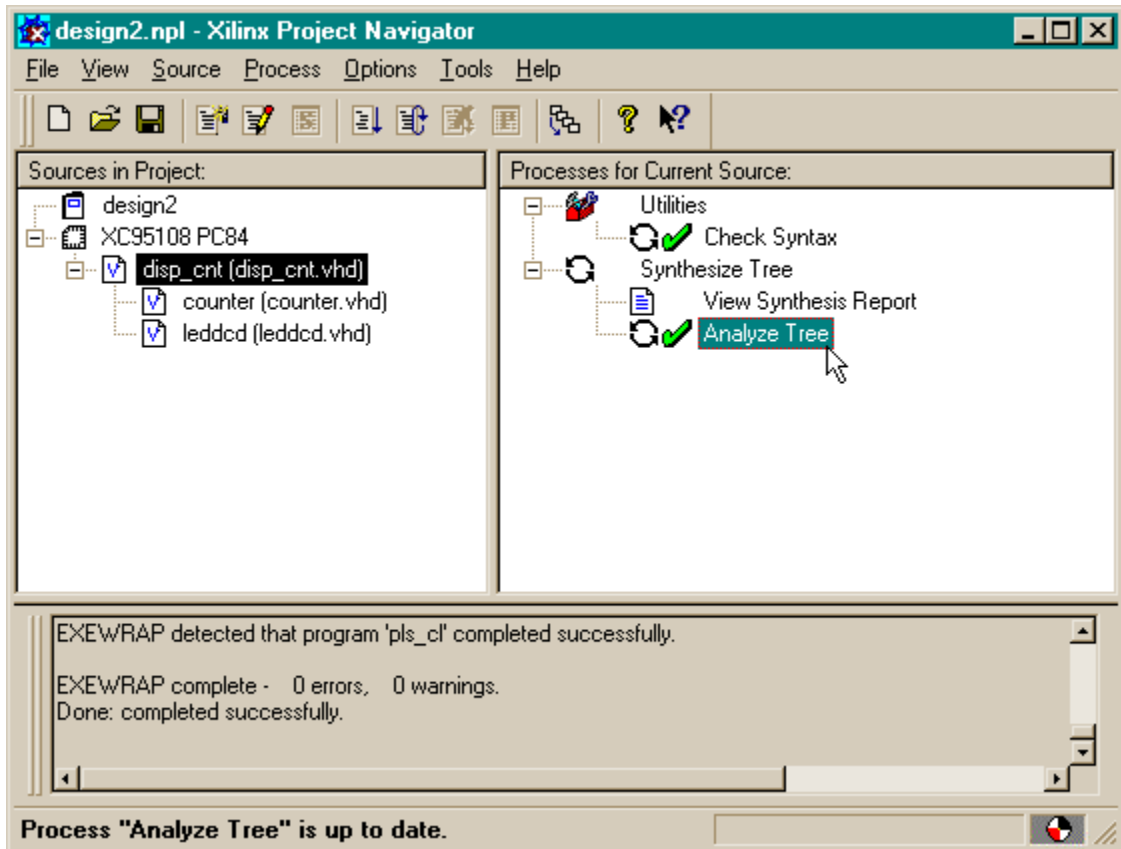 design2.npl - Xilinx Project Navigator
File View Source Process Options Tools Help
Sources in Project:
design2
XC95108 PC84
disp_cnt (disp_cnt.vhd)
counter (counter.vhd)
leddcd (leddcd.vhd)
Processes for Current Source:
Utilities
Check Syntax
Synthesize Tree
View Synthesis Report
Analyze Tree
EXEWRAP detected that program 'pls_cl' completed successfully.
EXEWRAP complete - 0 errors, 0 warnings.
Done: completed successfully.
Process "Analyze Tree" is up to date.